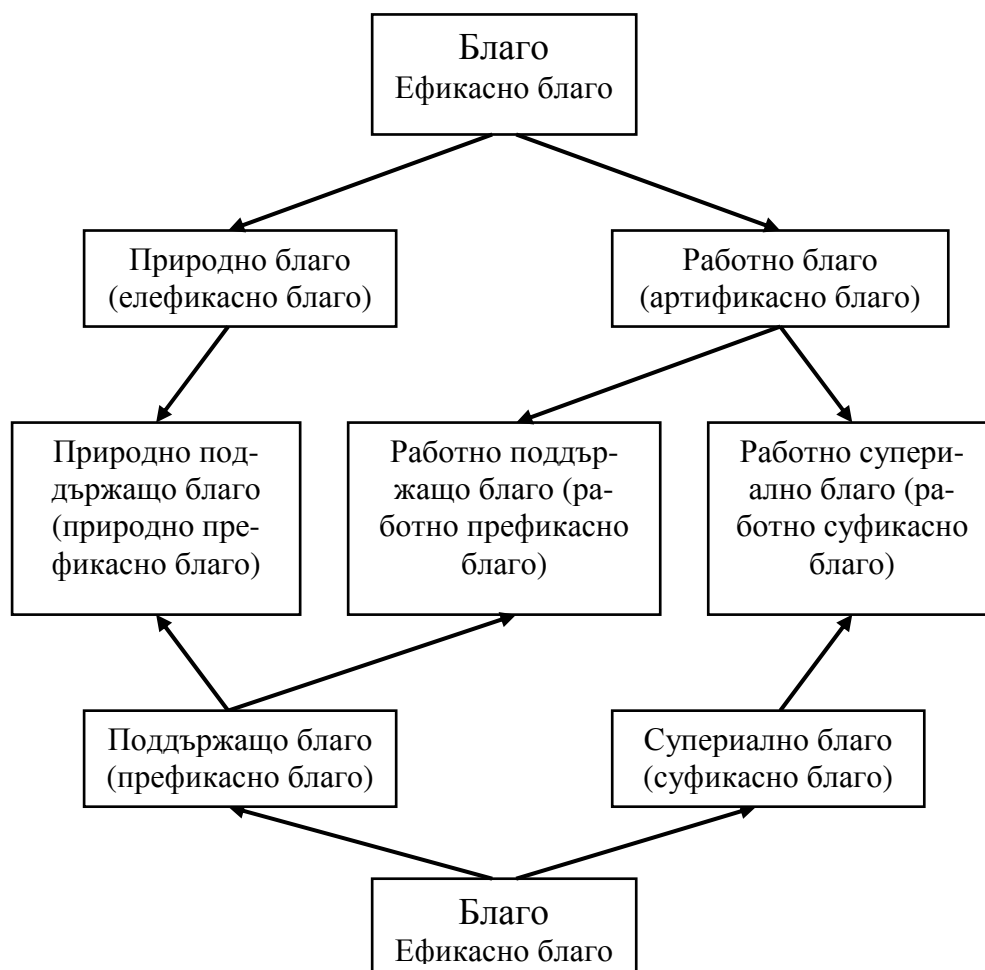 Благо
Ефикасно благо
Природно благо
(елефикасно благо)
Работно благо
(артификасно благо)
Природно под-
държащо благо
(природно пре-
фикасно благо)
Работно поддър-
жащо благо (ра-
ботно префикасно
благо)
Работно супери-
ално благо (ра-
ботно суфикасно
благо)
Поддържащо благо
(префикасно благо)
Супериално благо
(суфикасно благо)
Благо
Ефикасно благо